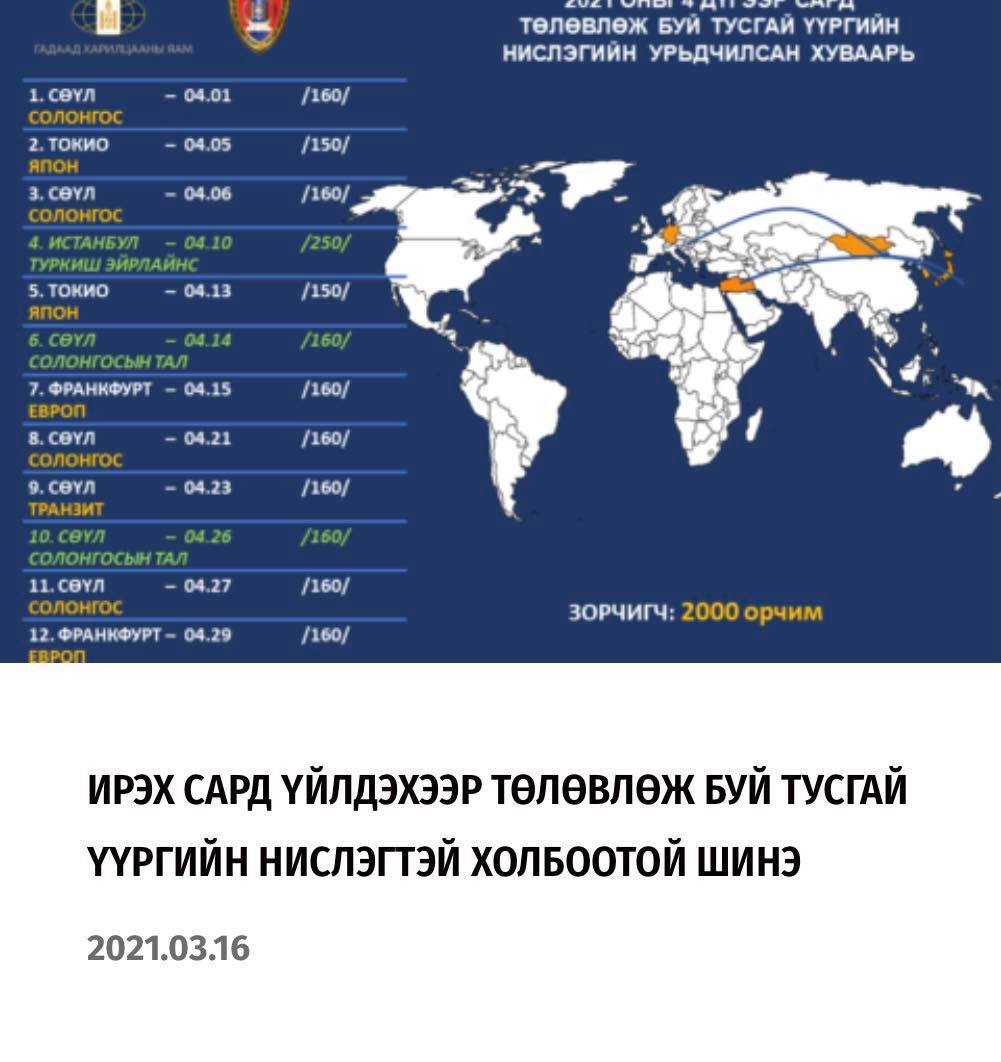 ГАДААД ХАРИЛЦААНЫ ЯАМ
2021 ОНЫ 4 ДҮГЭЭР САРД
ТӨЛӨВЛӨЖ БУЙ ТУСГАЙ ҮҮРГИЙН
НИСЛЭГИЙН УРЬДЧИЛСАН ХУВААРЬ
1. СӨҮЛ – 04.01 /160/
СОЛОНГОС
2. ТОКИО – 04.05 /150/
ЯПОН
3. СӨҮЛ – 04.06 /160/
СОЛОНГОС
4. ИСТАНБУЛ – 04.10 /250/
ТУРКИШ ЭЙРЛАЙНС
5. ТОКИО – 04.13 /150/
ЯПОН
6. СӨҮЛ – 04.14 /160/
СОЛОНГОСЫН ТАЛ
7. ФРАНКФУРТ – 04.15 /160/
ЕВРОП
8. СӨҮЛ – 04.21 /160/
СОЛОНГОС
9. СӨҮЛ – 04.23 /160/
ТРАНЗИТ
10. СӨҮЛ – 04.26 /160/
СОЛОНГОСЫН ТАЛ
11. СӨҮЛ – 04.27 /160/
СОЛОНГОС
12. ФРАНКФУРТ – 04.29 /160/
ЕВРОП
ЗОРЧИГЧ: 2000 орчим
ИРЭХ САРД ҮЙЛДЭХЭЭР ТӨЛӨВЛӨЖ БУЙ ТУСГАЙ
ҮҮРГИЙН НИСЛЭГТЭЙ ХОЛБООТОЙ ШИНЭ
2021.03.16